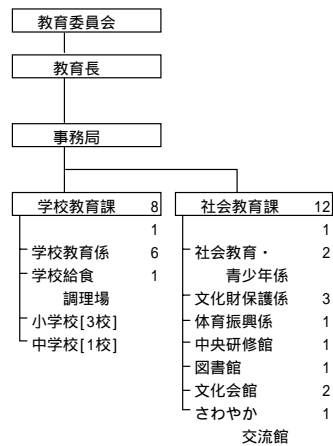 教育委員会
教育長
事務局
学校教育課 8
1
学校教育係 6
学校給食 1
調理場
小学校[3校]
中学校[1校]
社会教育課 12
1
社会教育・ 2
青少年係
文化財保護係 3
体育振興係 1
中央研修館 1
図書館 1
文化会館 2
さわやか 1
交流館